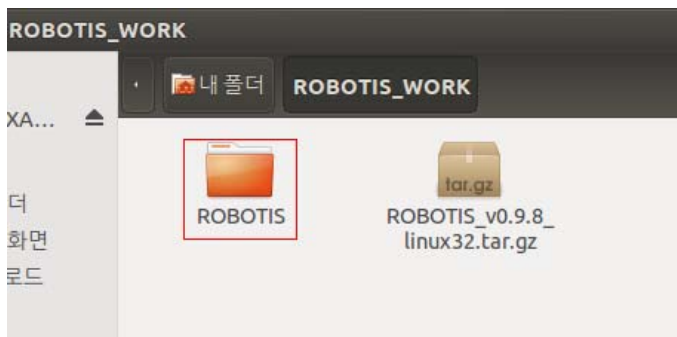 ROBOTIS_WORK
내 폴더
ROBOTIS_WORK
XA...
더
화면
로드
tar.gz
ROBOTIS
ROBOTIS_v0.9.8_
linux32.tar.gz